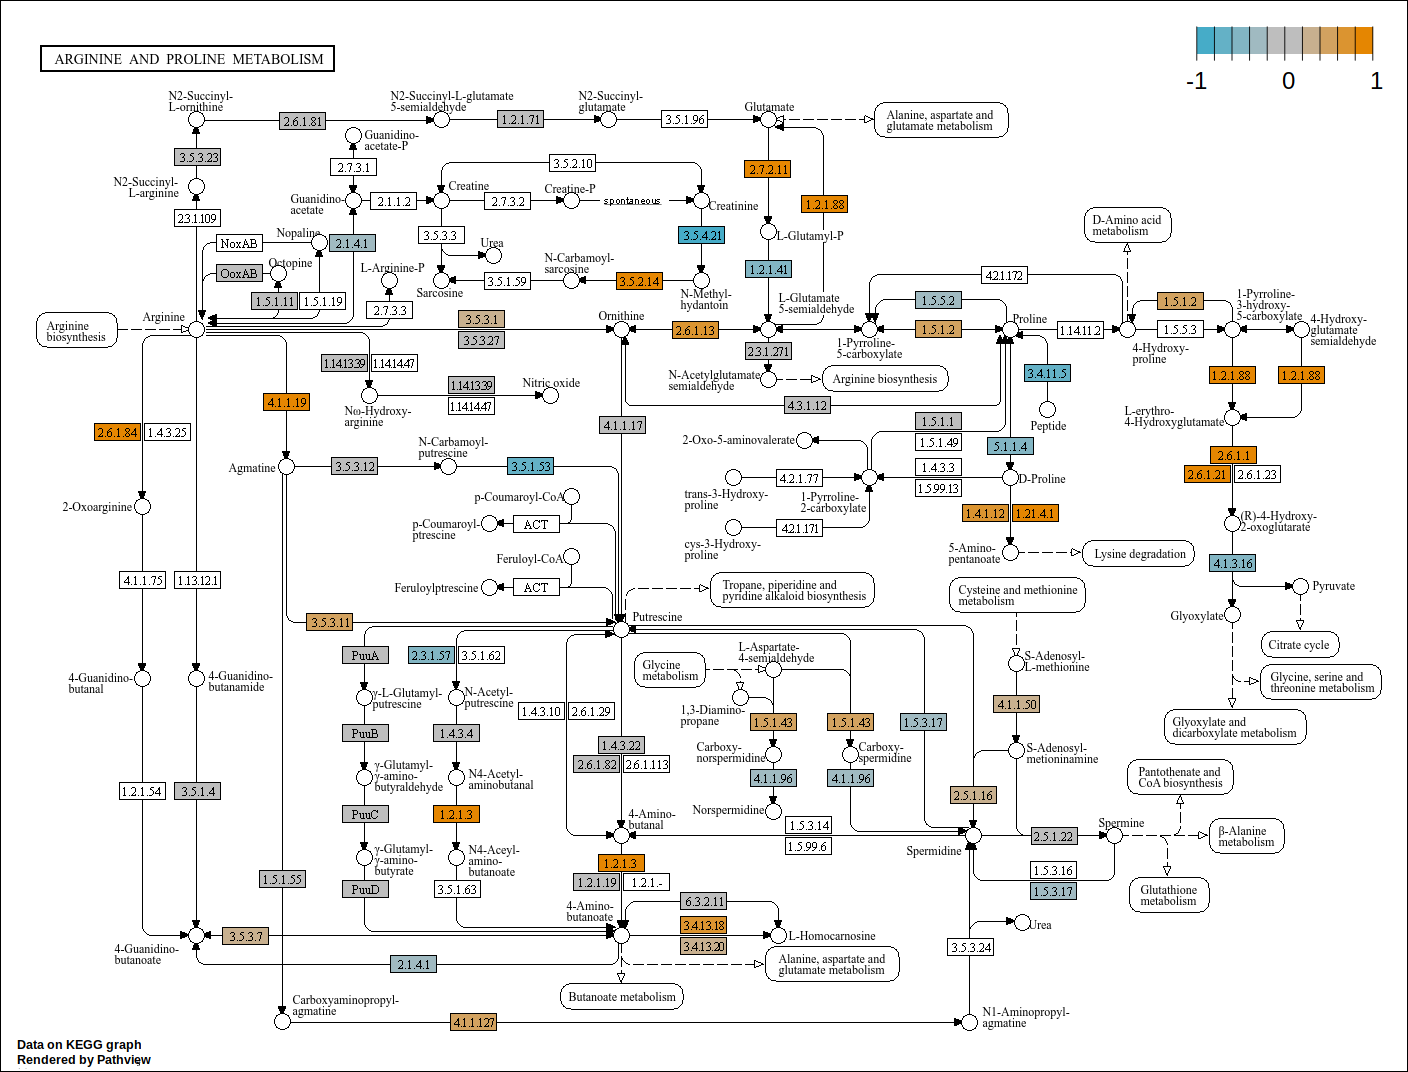 ARGININE AND PROLINE METABOLISM
-1
0
1
N2-Succinyl-
L-ornithine
2.6.1.81
N2-Succinyl-L-glutamate
5-semialdehyde
1.2.1.71
N2-Succinyl-
glutamate
3.5.1.96
Glutamate
Alanine, aspartate and
glutamate metabolism
3.5.3.23
Guanidino-
acetate-P
2.7.3.1
3.5.2.10
2.7.2.11
N2-Succinyl-
L-arginine
Guanidino-
acetate
2.1.1.2
Creatine
2.7.3.2
Creatine-P
spontaneous
Creatinine
1.2.1.88
2.3.1.109
NoxAB
Nopaline
2.1.4.1
3.5.3.3
Urea
3.5.4.21
L-Glutamyl-P
D-Amino acid
metabolism
OoxAB
Octopine
L-Arginine-P
Sarcosine
3.5.1.59
N-Carbamoyl-
sarcosine
3.5.2.14
N-Methyl-
hydantoin
1.2.1.41
4.2.1.172
1.5.1.11
1.5.1.19
2.7.3.3
L-Glutamate
5-semialdehyde
1.5.5.2
1.5.1.2
1-Pyrroline-
3-hydroxy-
5-carboxylate
4-Hydroxy-
glutamate
semialdehyde
Arginine
biosynthesis
Arginine
3.5.3.1
3.5.3.27
Ornithine
2.6.1.13
1-Pyrroline-
5-carboxylate
1.5.1.2
Proline
1.14.11.2
4-Hydroxy-
proline
1.5.5.3
2.3.1.271
1.14.13.39
1.14.14.47
1.14.13.39
1.14.14.47
Nω-Hydroxy-
arginine
Nitric oxide
N-Acetylglutamate
semialdehyde
Arginine biosynthesis
3.4.11.5
Peptide
1.2.1.88
1.2.1.88
4.1.1.19
4.3.1.12
L-erythro-
4-Hydroxyglutamate
2.6.1.84
1.4.3.25
4.1.1.17
1.5.1.1
1.5.1.49
5.1.1.4
2.6.1.1
2.6.1.21
2.6.1.23
Agmatine
3.5.3.12
N-Carbamoyl-
putrescine
3.5.1.53
2-Oxo-5-aminovalerate
1.4.3.3
1.5.99.13
D-Proline
4.2.1.77
trans-3-Hydroxy-
proline
1-Pyrroline-
2-carboxylate
2-Oxoarginine
p-Coumaroyl-CoA
p-Coumaroyl-
ptrescine
ACT
4.2.1.171
cys-3-Hydroxy-
proline
1.4.1.12
1.21.4.1
(R)-4-Hydroxy-
2-oxoglutarate
Feruloyl-CoA
Feruloylptrescine
ACT
5-Amino-
pentanoate
Lysine degradation
4.1.3.16
4.1.1.75
1.13.12.1
Tropane, piperidine and
pyridine alkaloid biosynthesis
Cysteine and methionine
metabolism
Pyruvate
Glyoxylate
3.5.3.11
Putrescine
Citrate cycle
PuuA
2.3.1.57
3.5.1.62
Glycine
metabolism
L-Aspartate-
4-semialdehyde
S-Adenosyl-
L-methionine
Glycine, serine and
threonine metabolism
4-Guanidino-
butanal
4-Guanidino-
butanamide
γ-L-Glutamyl-
putrescine
N-Acetyl-
putrescine
1.4.3.10
2.6.1.29
1,3-Diamino-
propane
1.5.1.43
1.5.1.43
1.5.3.17
4.1.1.50
Glyoxylate and
dicarboxylate metabolism
PuuB
1.4.3.4
1.4.3.22
2.6.1.82
2.6.1.113
Carboxy-
norspermidine
Carboxy-
spermidine
S-Adenosyl-
metioninamine
γ-Glutamyl-
γ-amino-
butyraldehyde
N4-Acetyl-
aminobutanal
4.1.1.96
4.1.1.96
Pantothenate and
CoA biosynthesis
1.2.1.54
3.5.1.4
PuuC
1.2.1.3
4-Amino-
butanal
Norspermidine
2.5.1.16
1.5.3.14
1.5.99.6
Spermidine
2.5.1.22
Spermine
β-Alanine
metabolism
γ-Glutamyl-
γ-amino-
butyrate
N4-Aceyl-
amino-
butanoate
1.2.1.3
1.2.1.19
1.2.1.-
1.5.3.16
1.5.3.17
Glutathione
metabolism
1.5.1.55
PuuD
3.5.1.63
4-Amino-
butanoate
6.3.2.11
3.4.13.18
3.4.13.20
L-Homocarnosine
Urea
4-Guanidino-
butanoate
3.5.3.7
2.1.4.1
Alanine, aspartate and
glutamate metabolism
3.5.3.24
Butanoate metabolism
Carboxyaminopropyl-
agmatine
4.1.1.127
N1-Aminopropyl-
agmatine
Data on KEGG graph
Rendered by Pathview